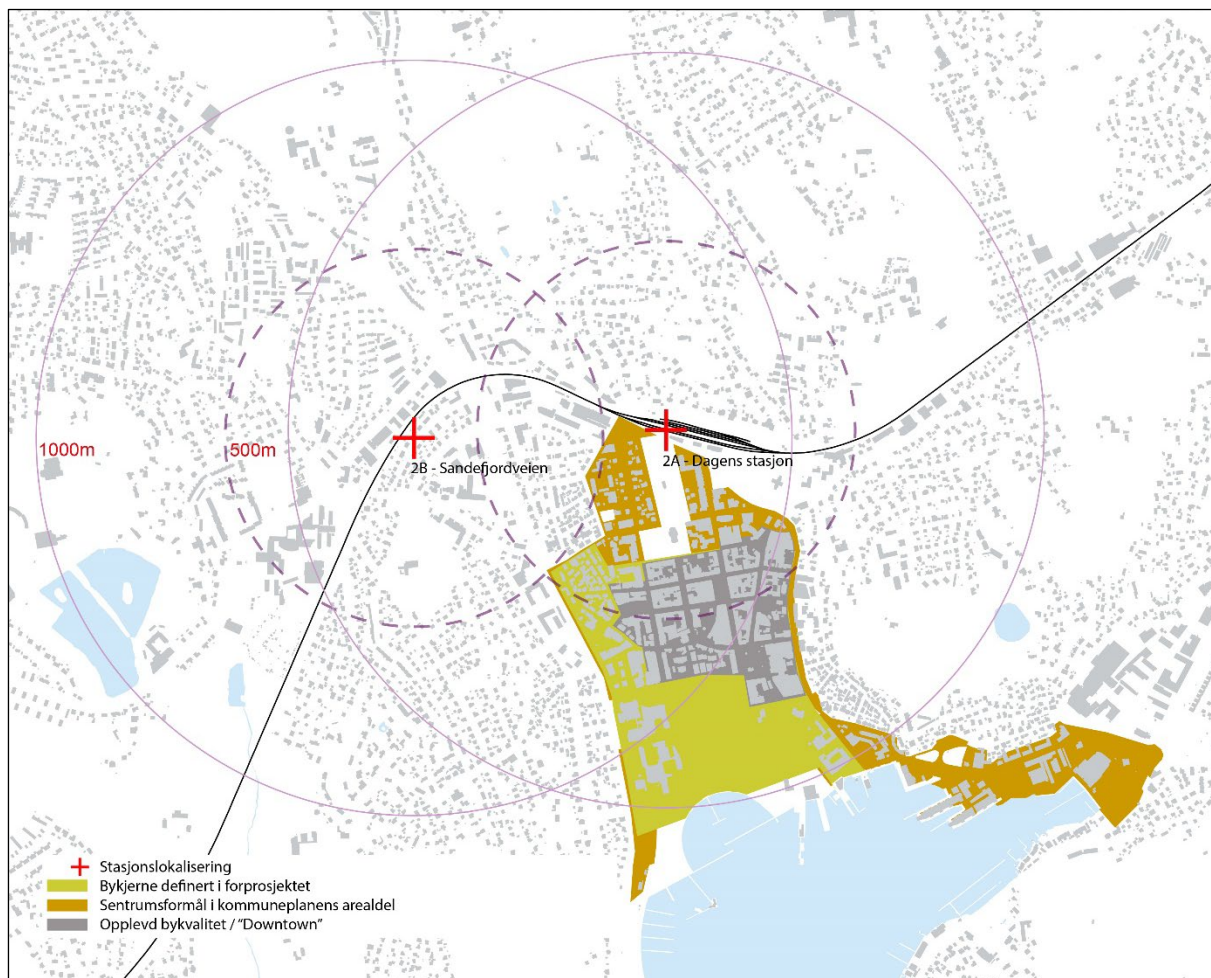 1000m
500m
2B - Sandefjordveien
2A - Dagens stasjon
Stasjonslokalisering
Bykjerne definert i forprosjektet
Sentrumsformål i kommuneplanens arealdel
Opplevd bykvalitet / "Downtown"